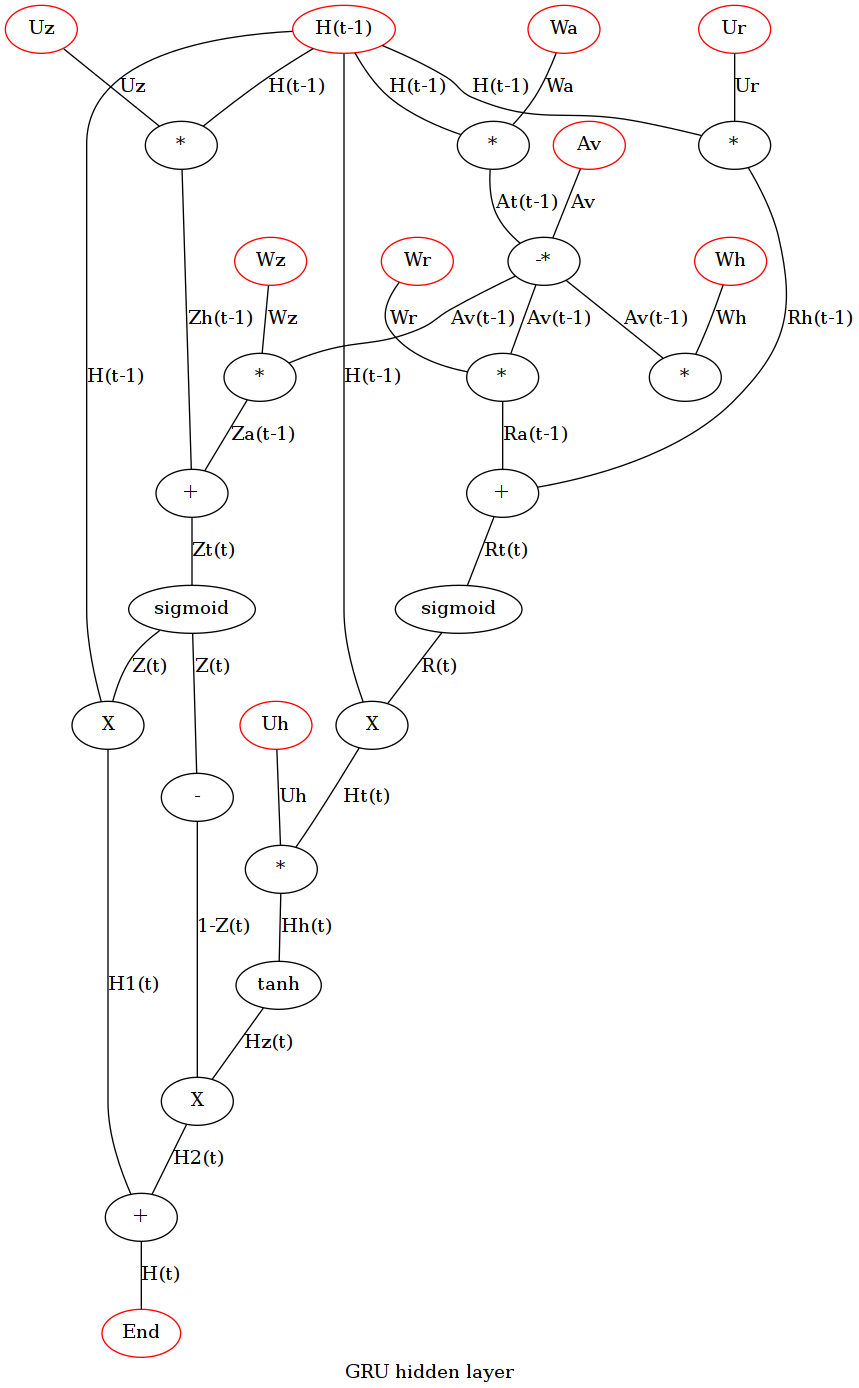 Uz
H(t-1)
Wa
Ur
Uz
H(t-1)
H(t-1)
H(t-1)
Wa
Ur
*
*
Av
*
At(t-1)
Av
Wz
Wr
-*
Wh
Zh(t-1)
Wz
Wr
Av(t-1)
Av(t-1)
Av(t-1)
Wh
Rh(t-1)
H(t-1)
*
H(t-1)
*
*
Za(t-1)
Ra(t-1)
+
+
Zt(t)
Rt(t)
sigmoid
sigmoid
Z(t)
Z(t)
R(t)
X
Uh
X
-
Uh
Ht(t)
*
1-Z(t)
Hh(t)
H1(t)
tanh
Hz(t)
X
H2(t)
+
H(t)
End
GRU hidden layer